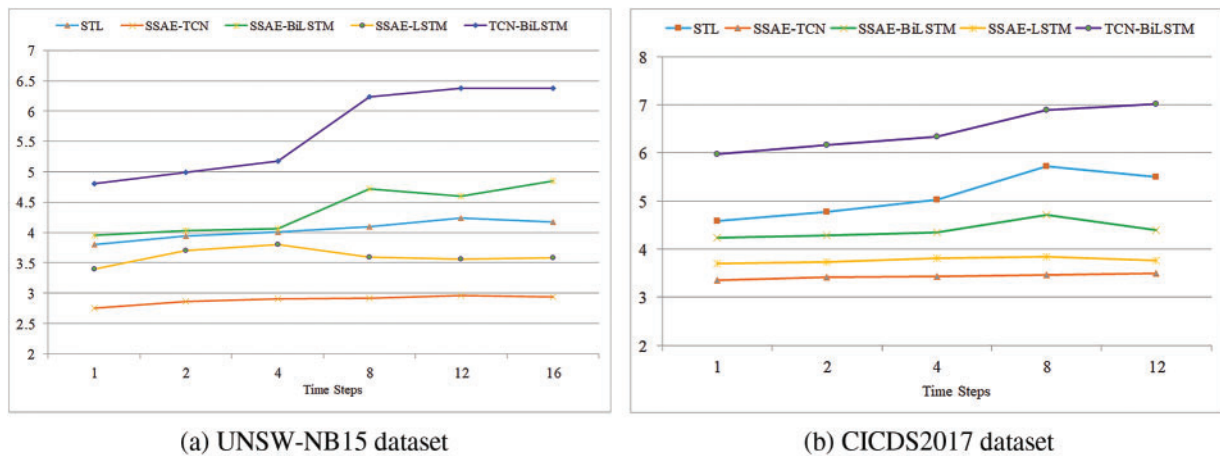 STL SSAE-TCN SSAE-BiLSTM SSAE-LSTM TCN-BiLSTM
7
6.5
6
5.5
5
4.5
4
3.5
3
2.5
2
1 2 4 8 12 16
Time Steps
(a) UNSW-NB15 dataset
STL SSAE-TCN SSAE-BiLSTM SSAE-LSTM TCN-BiLSTM
8
7
6
5
4
3
2
1 2 4 8 12
Time Steps
(b) CICDS2017 dataset